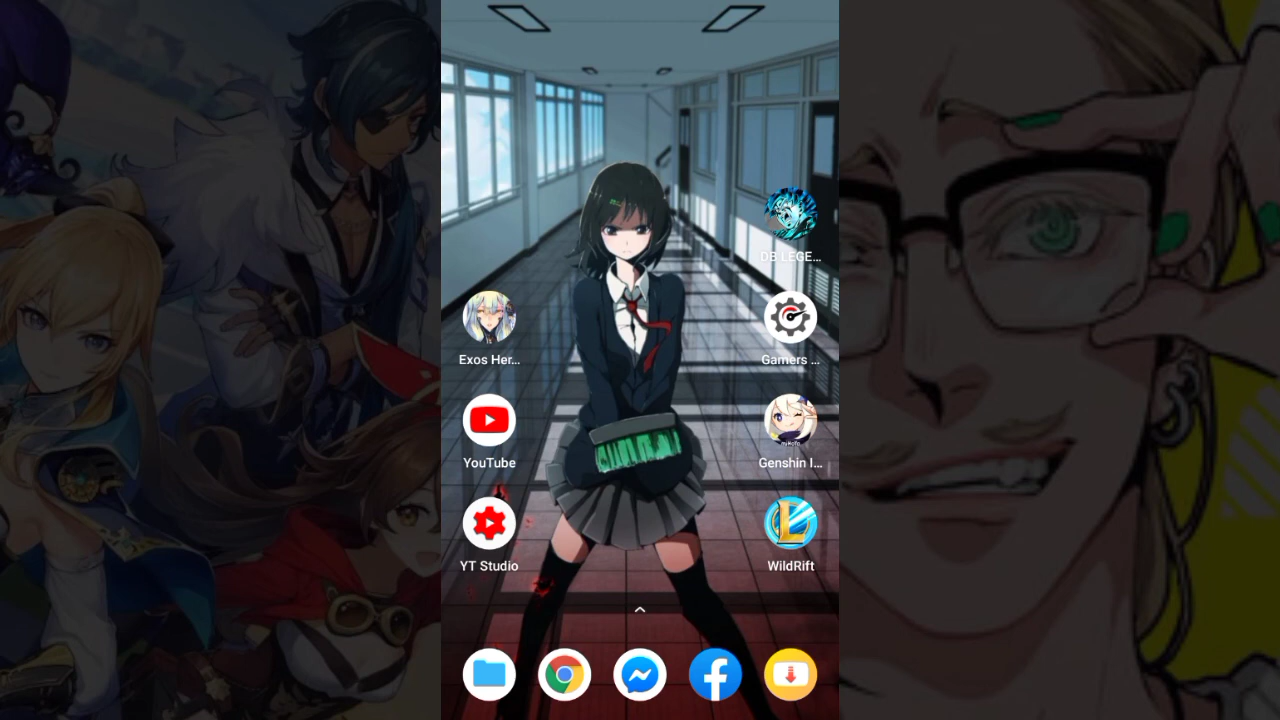 DB LEGE...
Exos Her...
Gamers ...
YouTube
Genshin I...
YT Studio
WildRift